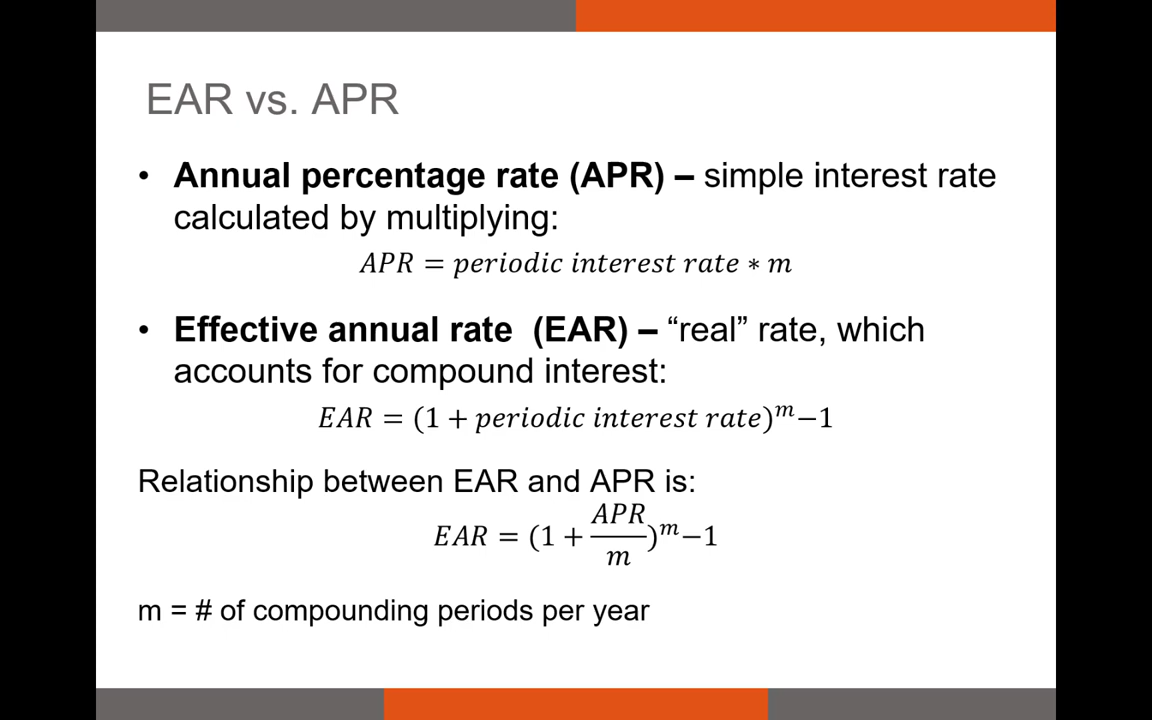 EAR vs. APR
• Annual percentage rate (APR) – simple interest rate
calculated by multiplying:
APR = periodic interest rate ∗ m
• Effective annual rate (EAR) – “real” rate, which
accounts for compound interest:
EAR = (1 + periodic interest rate)^m−1
Relationship between EAR and APR is:
EAR = (1 + APR/m)^m−1
m = # of compounding periods per year